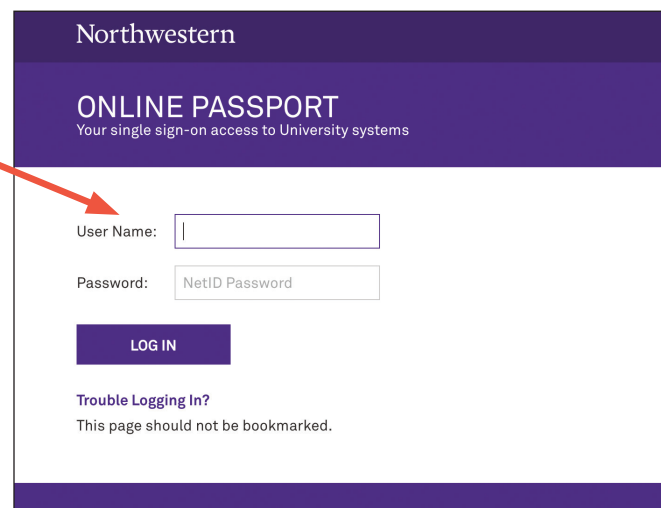 Northwestern
ONLINE PASSPORT
Your single sign-on access to University systems
User Name:
Password: NetID Password
LOG IN
Trouble Logging In?
This page should not be bookmarked.